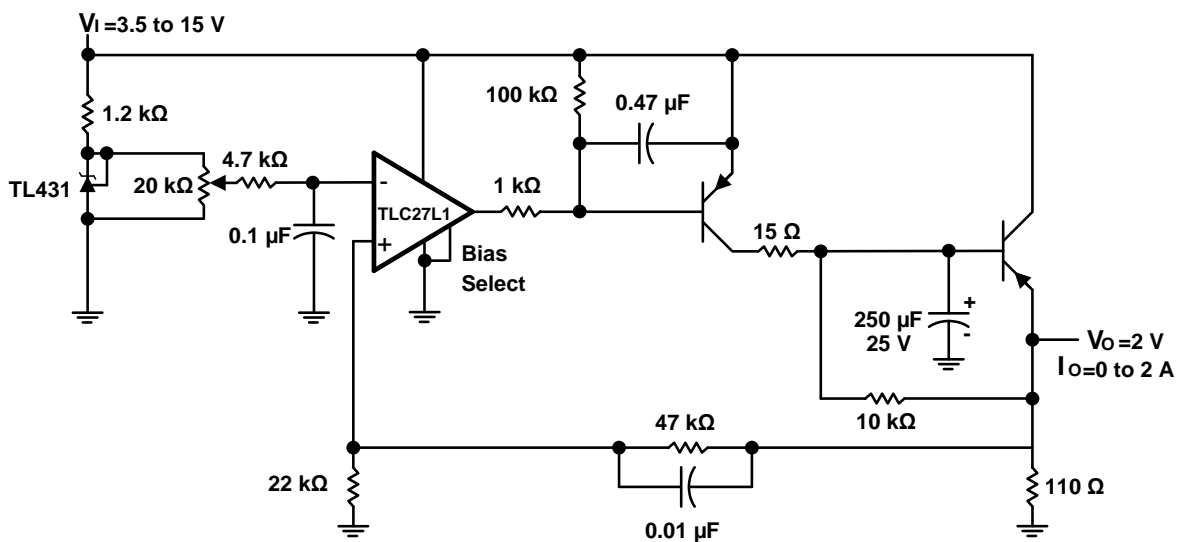 VI =3.5 to 15 V
1.2 kΩ
TL431
20 kΩ
4.7 kΩ
0.1 µF
-
TLC27L1
+
Bias
Select
1 kΩ
100 kΩ
0.47 µF
15 Ω
250 µF
25 V
+
-
VO =2 V
IO =0 to 2 A
10 kΩ
47 kΩ
0.01 µF
22 kΩ
110 Ω